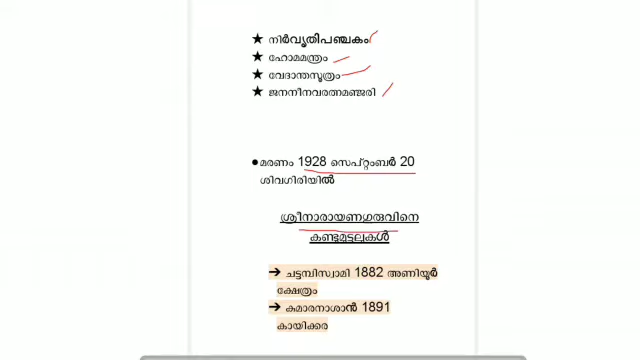 ★ നിർവൃതിപഞ്ചകം
★ ഹോമമന്ത്രം
★ വേദാന്തസൂത്രം
★ ജനനീനവരത്നമഞ്ജരി
●മരണം 1928 സെപ്റ്റംബർ 20
ശിവഗിരിയിൽ
ശ്രീനാരായണഗുരുവിനെ
കണ്ടുമുട്ടലുകൾ
➔ ചട്ടമ്പിസ്വാമി 1882 അണിയൂർ
ക്ഷേത്രം
➔ കുമാരനാശാൻ 1891
കായിക്കര